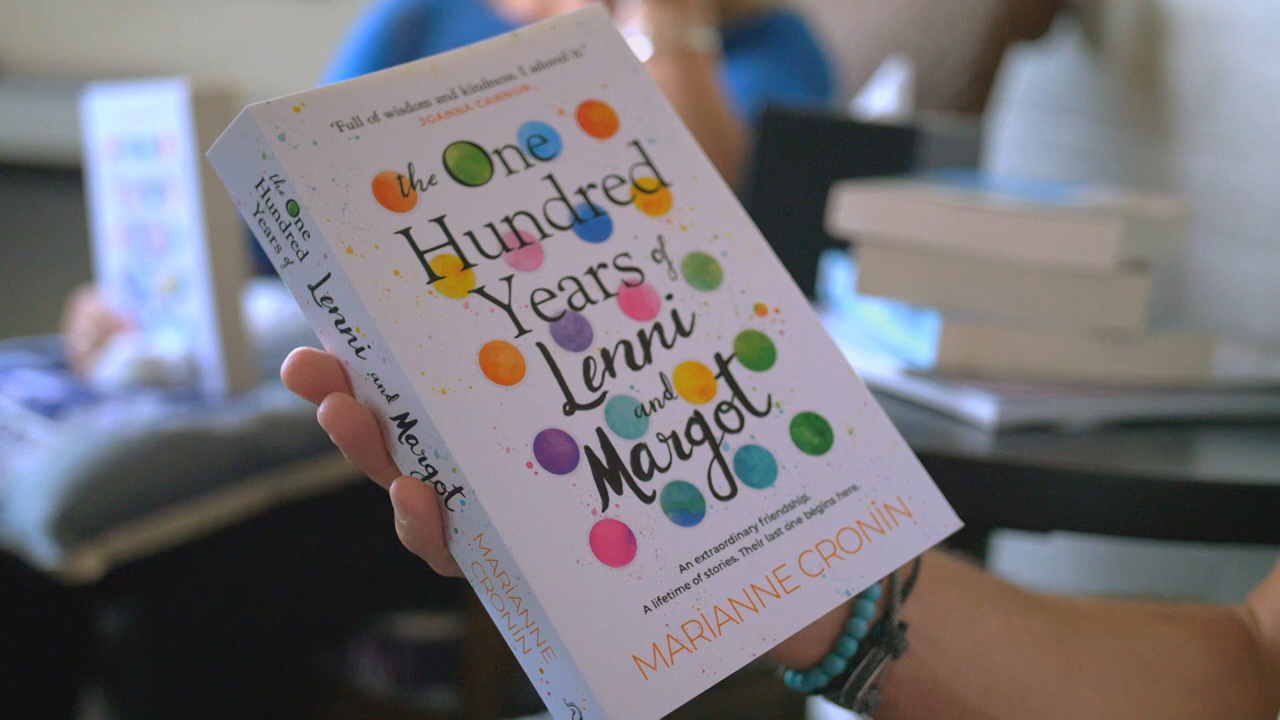 'Full of wisdom and kindness. I adored it'
JOANNA CANNON
the One
Hundred
Years of
Lenni
and
Margot
An extraordinary friendship.
A lifetime of stories. Their last one begins here.
MARIANNE CRONIN
the One
Hundred
Years of
Lenni
and
Margot
MARIANNE
CRONIN